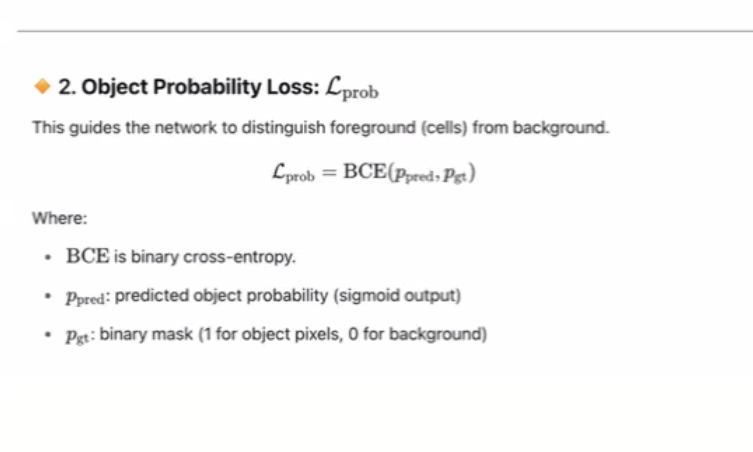 🔸 2. Object Probability Loss: ℒprob
This guides the network to distinguish foreground (cells) from background.
ℒprob = BCE(ppred, pgt)
Where:
• BCE is binary cross-entropy.
• ppred: predicted object probability (sigmoid output)
• pgt: binary mask (1 for object pixels, 0 for background)